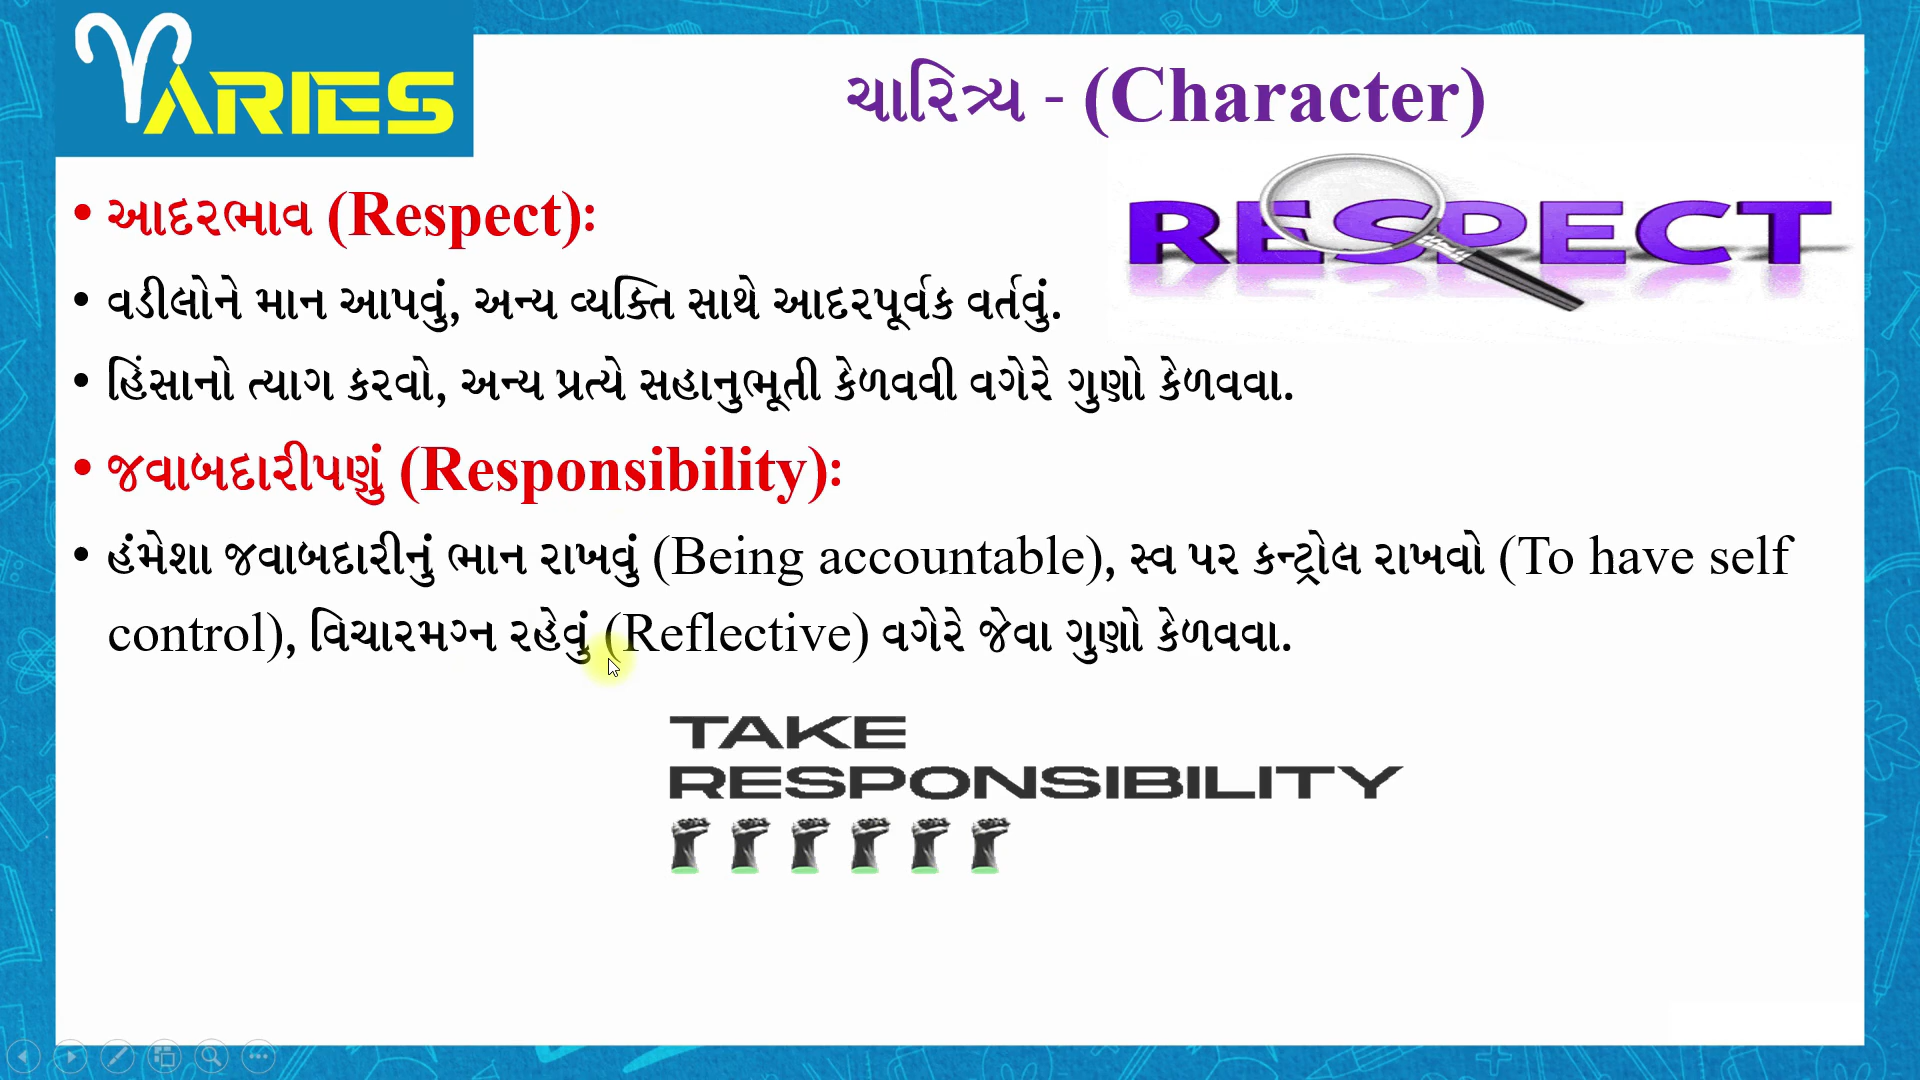 ARIES
ચારિત્ર્ય - (Character)
RESPECT
• આદરભાવ (Respect):
• વડીલોને માન આપવું, અન્ય વ્યક્તિ સાથે આદરપૂર્વક વર્તવું.
• હિંસાનો ત્યાગ કરવો, અન્ય પ્રત્યે સહાનુભૂતી કેળવવી વગેરે ગુણો કેળવવા.
• જવાબદારીપણું (Responsibility):
• હંમેશા જવાબદારીનું ભાન રાખવું (Being accountable), સ્વ પર કન્ટ્રોલ રાખવો (To have self
control), વિચારમગ્ન રહેવું (Reflective) વગેરે જેવા ગુણો કેળવવા.
TAKE
RESPONSIBILITY